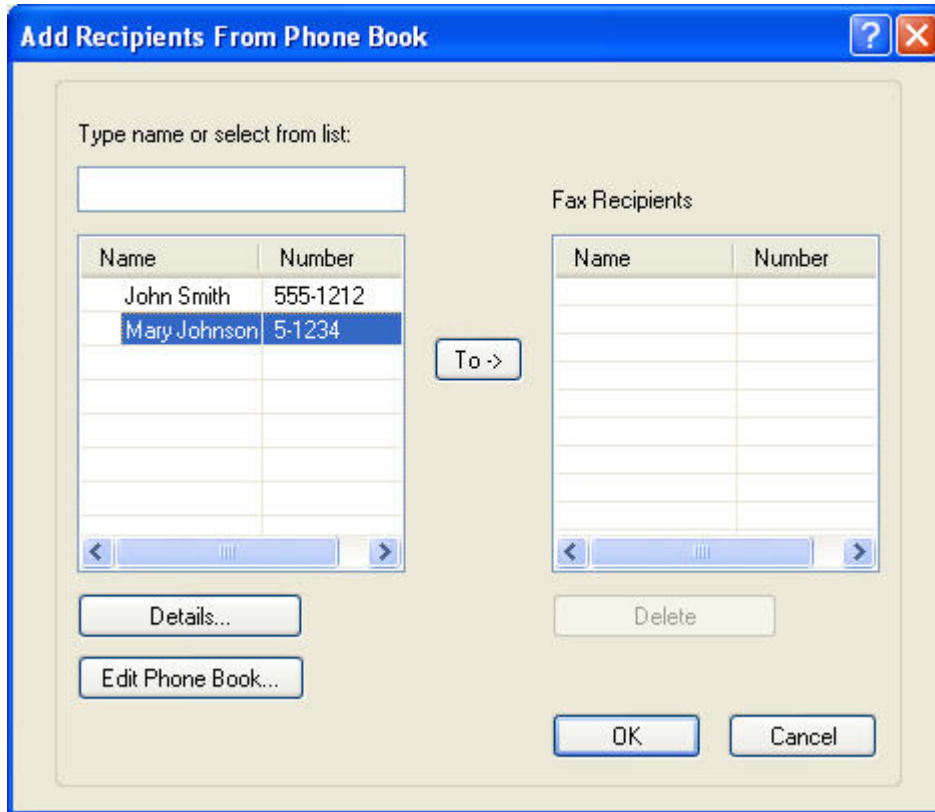 Add Recipients From Phone Book
Type name or select from list:
Fax Recipients
Name Number
John Smith 555-1212
Mary Johnson 5-1234
To ->
Name Number
Details...
Delete
Edit Phone Book...
OK
Cancel